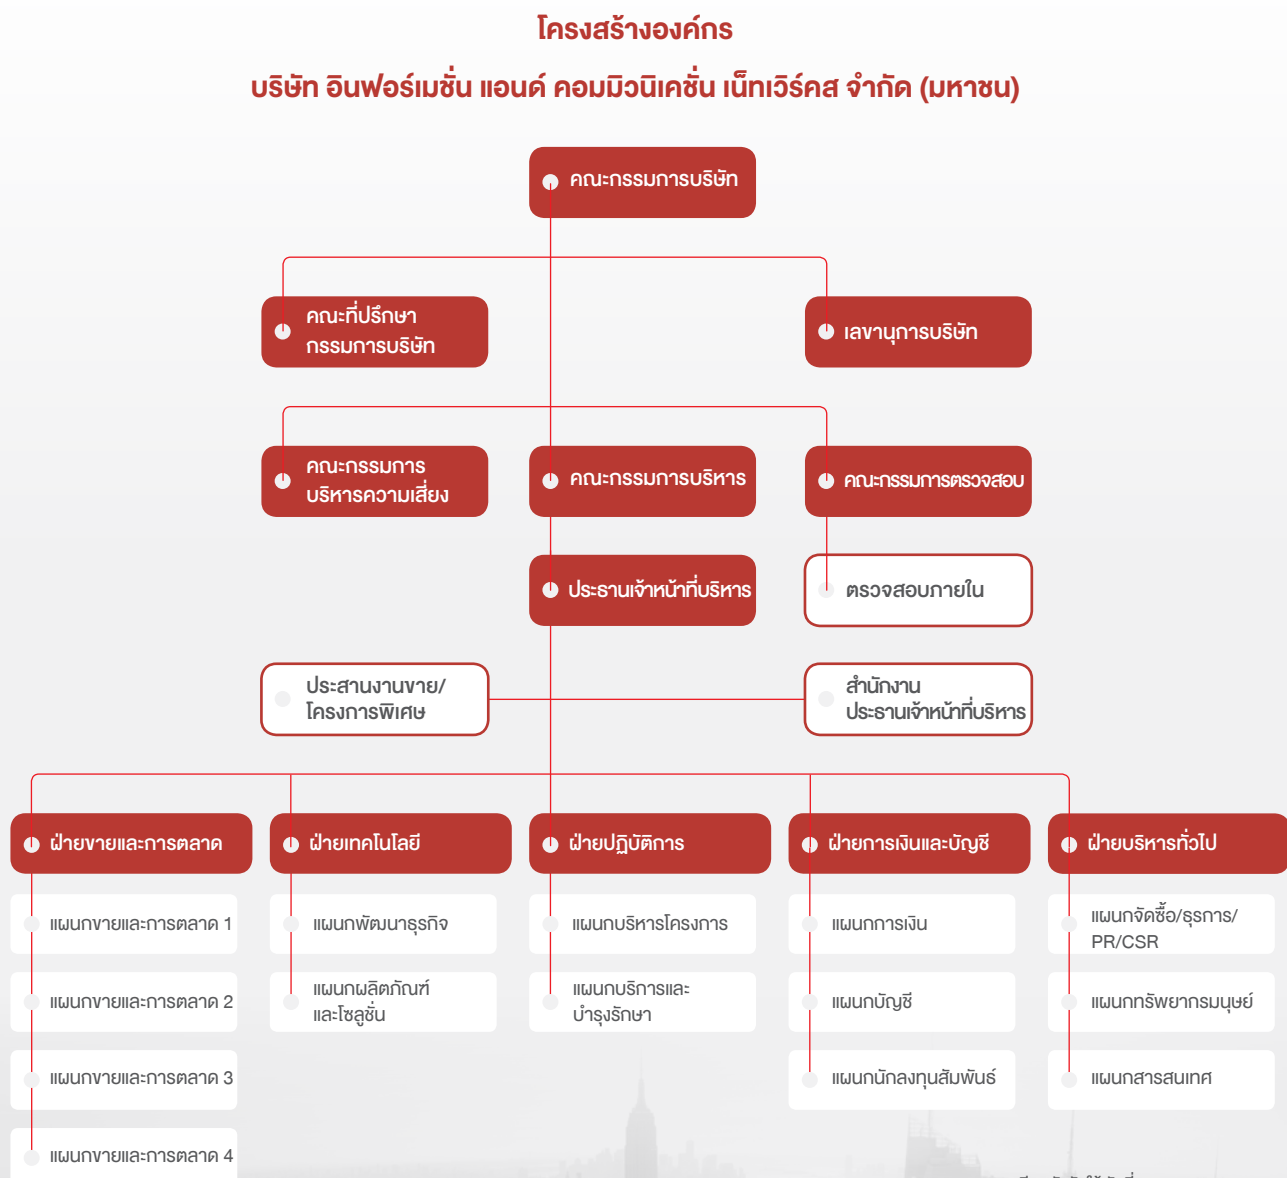 โครงสร้างองค์กร
บริษัท อินฟอร์เมชั่น แอนด์ คอมมิวนิเคชั่น เน็ทเวิร์คส จำกัด (มหาชน)
คณะกรรมการบริษัท
คณะที่ปรึกษา
กรรมการบริษัท
เลขานุการบริษัท
คณะกรรมการ
บริหารความเสี่ยง
คณะกรรมการบริหาร
คณะกรรมการตรวจสอบ
ประธานเจ้าหน้าที่บริหาร
ตรวจสอบภายใน
ประสานงานขาย/
โครงการพิเศษ
สำนักงาน
ประธานเจ้าหน้าที่บริหาร
ฝ่ายขายและการตลาด
ฝ่ายเทคโนโลยี
ฝ่ายปฏิบัติการ
ฝ่ายการเงินและบัญชี
ฝ่ายบริหารทั่วไป
แผนกขายและการตลาด 1
แผนกพัฒนาธุรกิจ
แผนกบริหารโครงการ
แผนกการเงิน
แผนกจัดซื้อ/ธุรการ/
PR/CSR
แผนกขายและการตลาด 2
แผนกผลิตภัณฑ์
และโซลูชั่น
แผนกบริการและ
บำรุงรักษา
แผนกบัญชี
แผนกทรัพยากรมนุษย์
แผนกขายและการตลาด 3
แผนกนักลงทุนสัมพันธ์
แผนกสารสนเทศ
แผนกขายและการตลาด 4